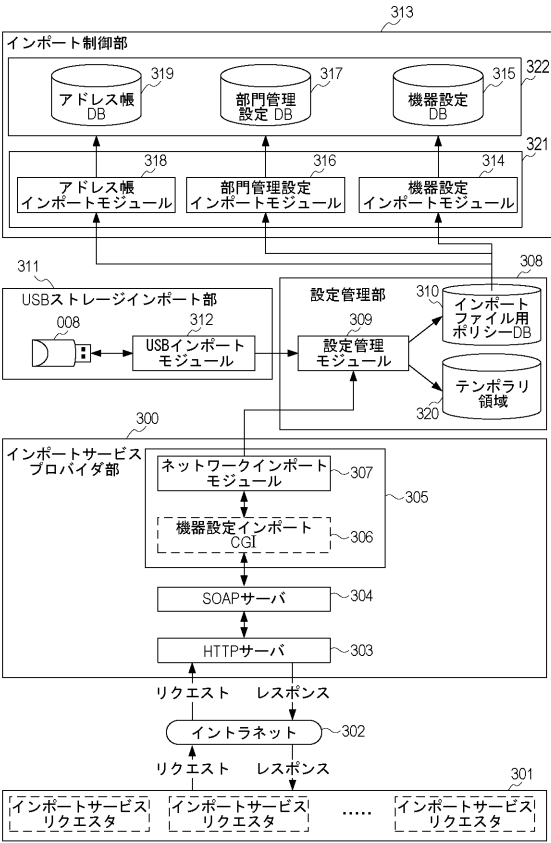 313
インポート制御部
322
319
317
315
アドレス帳
DB
部門管理
設定 DB
機器設定
DB
321
318
316
314
アドレス帳
インポートモジュール
部門管理設定
インポートモジュール
機器設定
インポートモジュール
311
308
USBストレージインポート部
設定管理部
310
インポート
ファイル用
ポリシーDB
008
312
USBインポート
モジュール
309
設定管理
モジュール
テンポラリ
領域
320
300
インポートサービス
プロバイダ部
ネットワークインポート
モジュール
307
305
機器設定インポート
CGI
306
SOAPサーバ
304
HTTPサーバ
303
リクエスト
レスポンス
イントラネット
302
リクエスト
レスポンス
301
インポートサービス
リクエスタ
インポートサービス
リクエスタ
.....
インポートサービス
リクエスタ